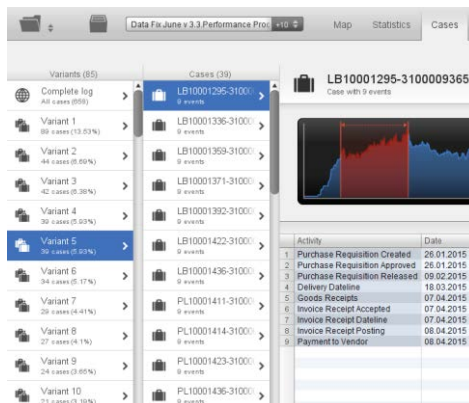 Data Fix June v 3.3.Performance Proc +10
Map Statistics Cases
Variants (85)
Complete log
All cases (659)
Variant 1
89 cases (13.53%)
Variant 2
44 cases (6.69%)
Variant 3
42 cases (6.38%)
Variant 4
39 cases (5.93%)
Variant 5
39 cases (5.93%)
Variant 6
34 cases (5.17%)
Variant 7
29 cases (4.41%)
Variant 8
27 cases (4.1%)
Variant 9
24 cases (3.65%)
Variant 10
21 cases (3.19%)
Cases (39)
LB10001295-31000
9 events
LB10001336-31000
9 events
LB10001359-31000
9 events
LB10001371-31000
9 events
LB10001392-31000
9 events
LB10001422-31000
9 events
LB10001436-31000
9 events
PL10001411-31000
9 events
PL10001414-31000
9 events
PL10001423-31000
9 events
PL10001436-31000
9 events
LB10001295-3100009365
Case with 9 events
Activity Date
1 Purchase Requisition Created 26.01.2015
2 Purchase Requisition Approved 26.01.2015
3 Purchase Requisition Released 09.02.2015
4 Delivery Dateline 18.03.2015
5 Goods Receipts 07.04.2015
6 Invoice Receipt Accepted 07.04.2015
7 Invoice Receipt Dateline 07.04.2015
8 Invoice Receipt Posting 08.04.2015
9 Payment to Vendor 08.04.2015